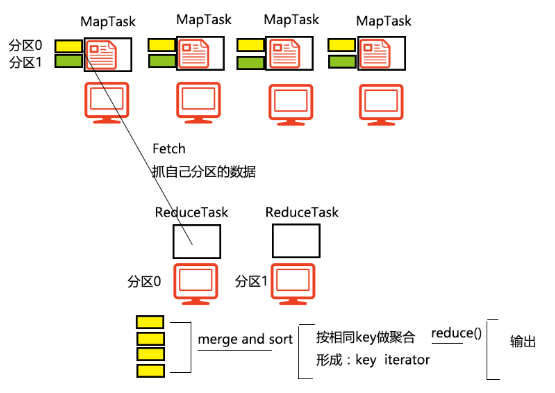 MapTask MapTask MapTask MapTask
分区0
分区1
Fetch
抓自己分区的数据
ReduceTask ReduceTask
分区0 分区1
merge and sort
按相同key做聚合
形成：key iterator
reduce()
输出